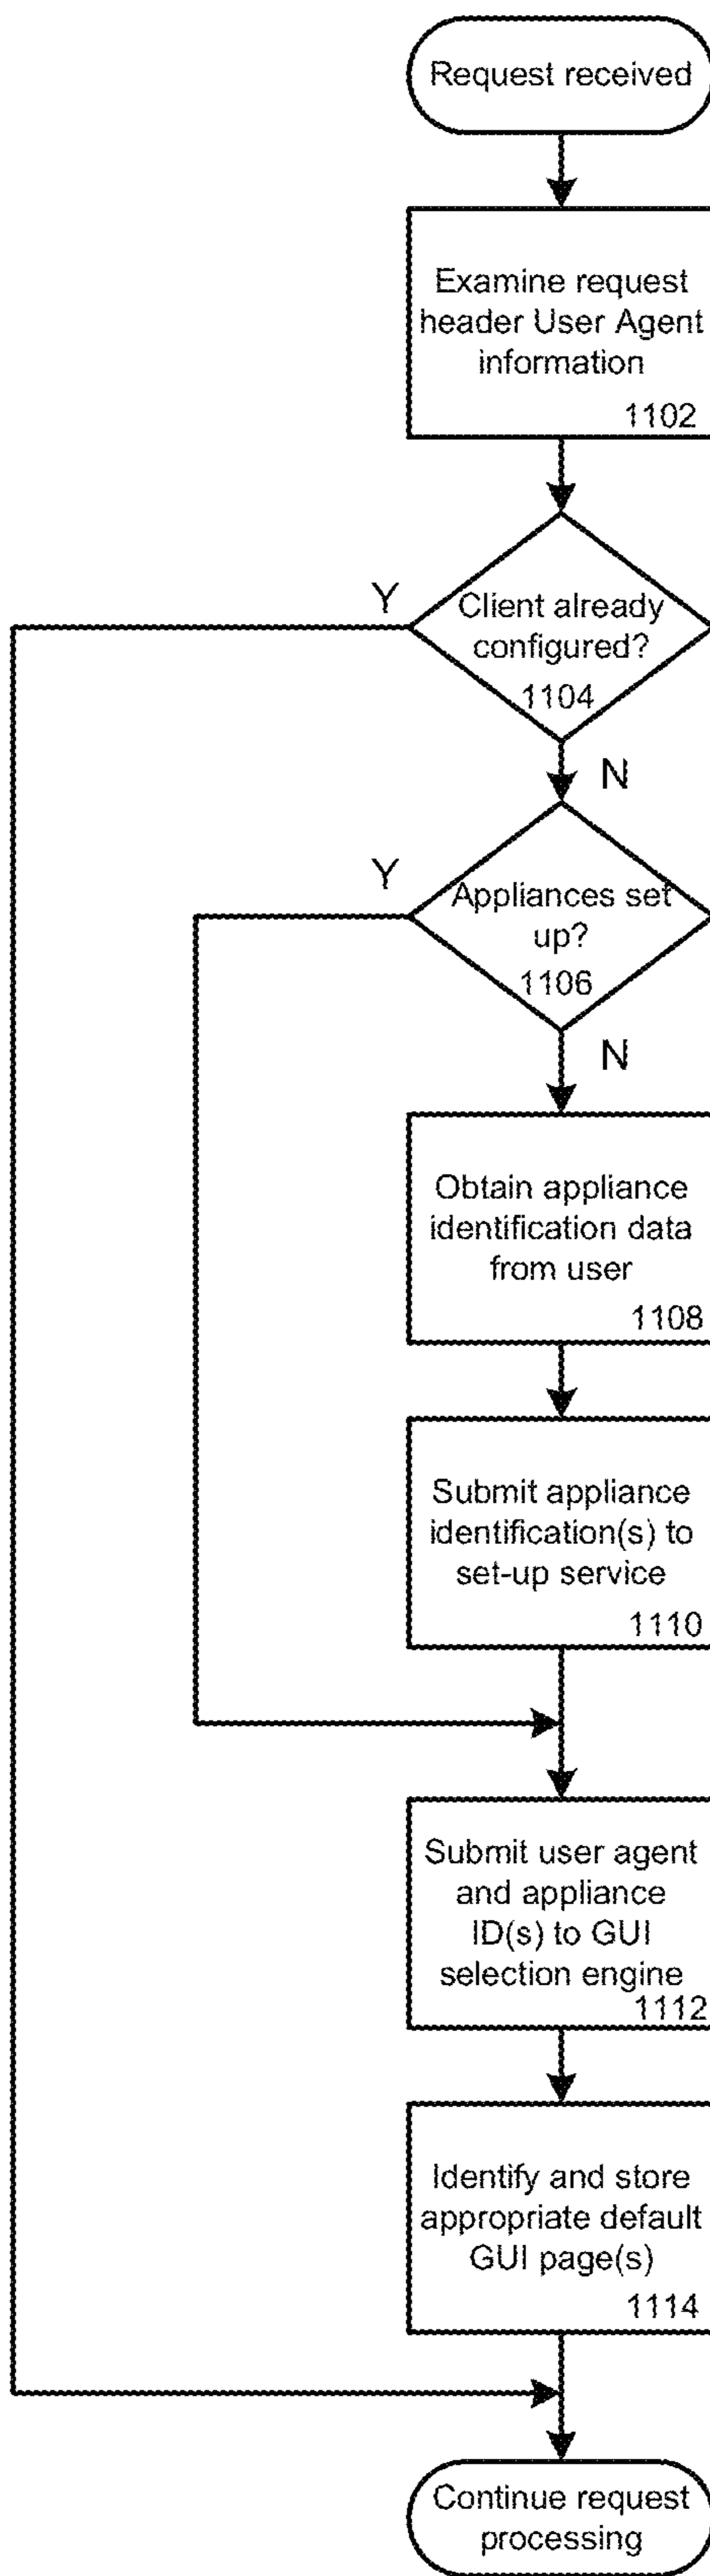 Request received
Examine request
header User Agent
information
1102
Y
Client already
configured?
1104
N
Y
Appliances set
up?
1106
N
Obtain appliance
identification data
from user
1108
Submit appliance
identification(s) to
set-up service
1110
Submit user agent
and appliance
ID(s) to GUI
selection engine
1112
Identify and store
appropriate default
GUI page(s)
1114
Continue request
processing